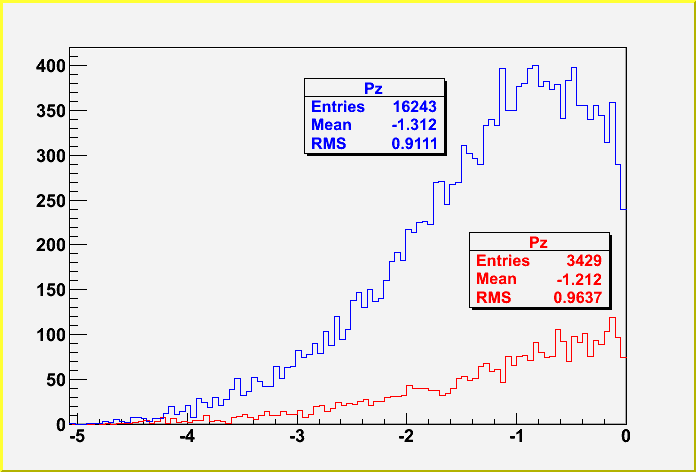 400
350
300
250
200
150
100
50
0
Pz
Entries 16243
Mean -1.312
RMS 0.9111
Pz
Entries 3429
Mean -1.212
RMS 0.9637
-5 -4 -3 -2 -1 0